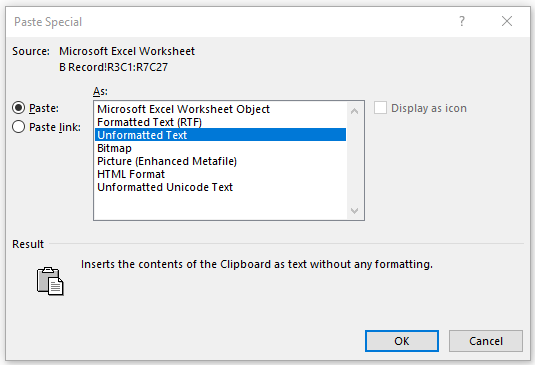 Paste Special
? ×
Source: Microsoft Excel Worksheet
B Record!R3C1:R7C27
As:
Paste:
Paste link:
Microsoft Excel Worksheet Object
Formatted Text (RTF)
Unformatted Text
Bitmap
Picture (Enhanced Metafile)
HTML Format
Unformatted Unicode Text
Display as icon
Result
Inserts the contents of the Clipboard as text without any formatting.
OK Cancel